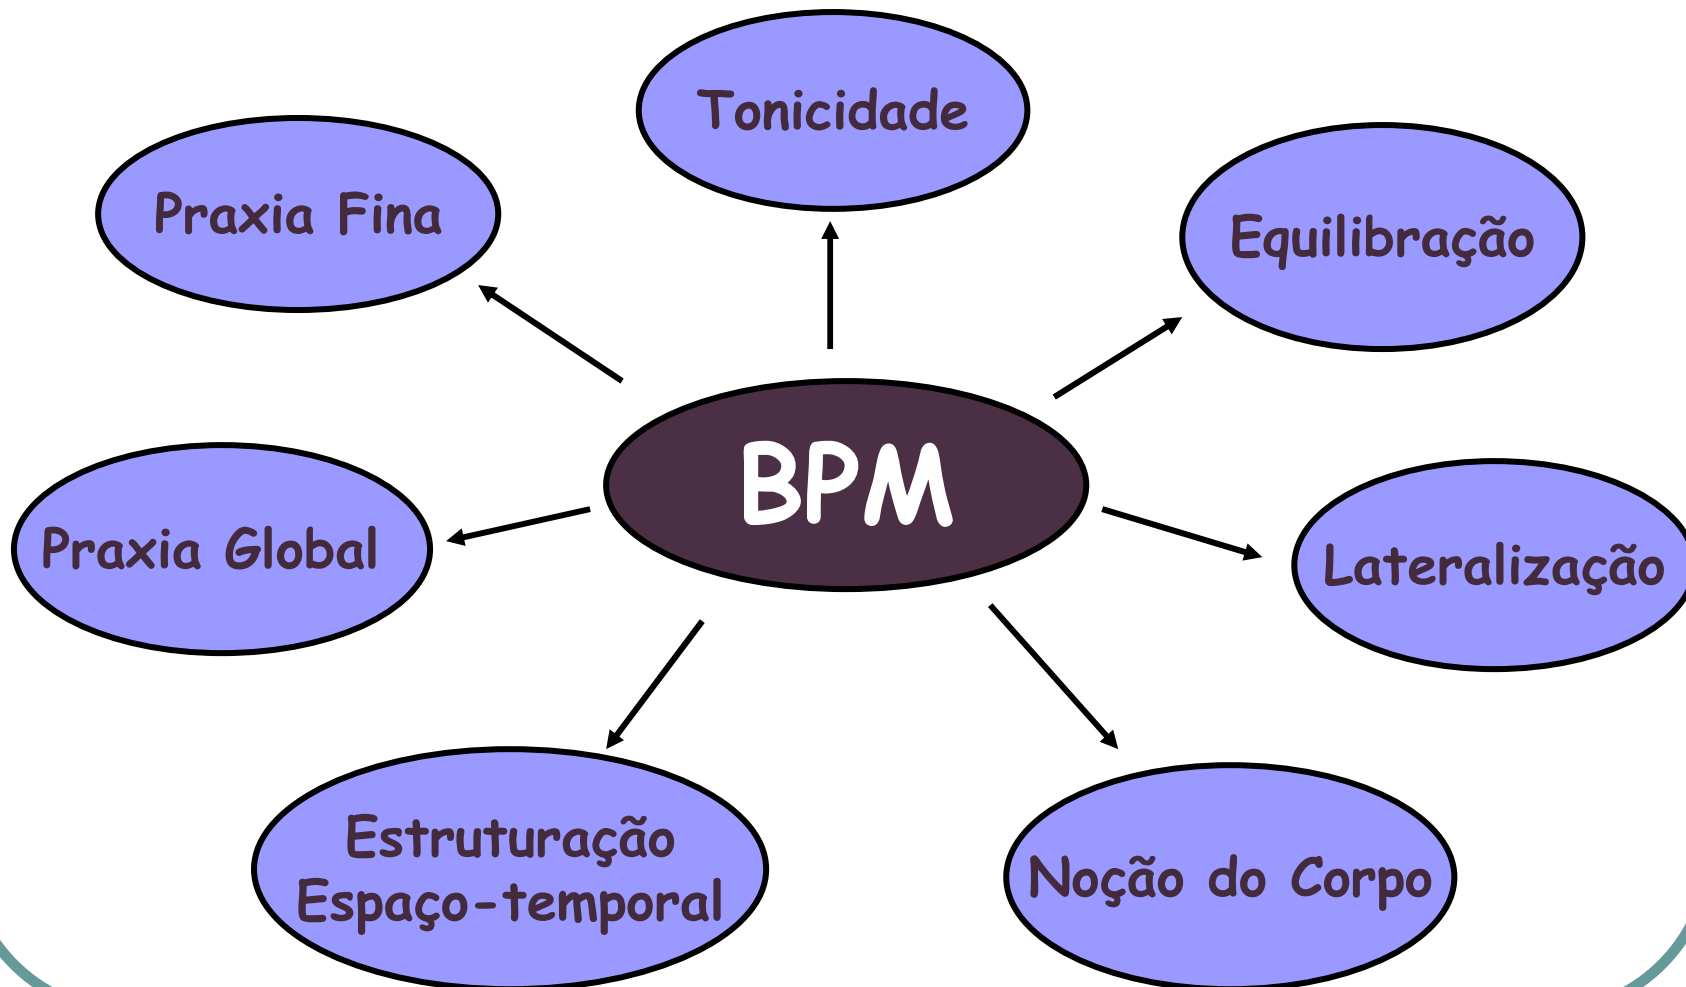 Tonicidade
Praxia Fina
Equilibração
BPM
Praxia Global
Lateralização
Estruturação
Espaço-temporal
Noção do Corpo